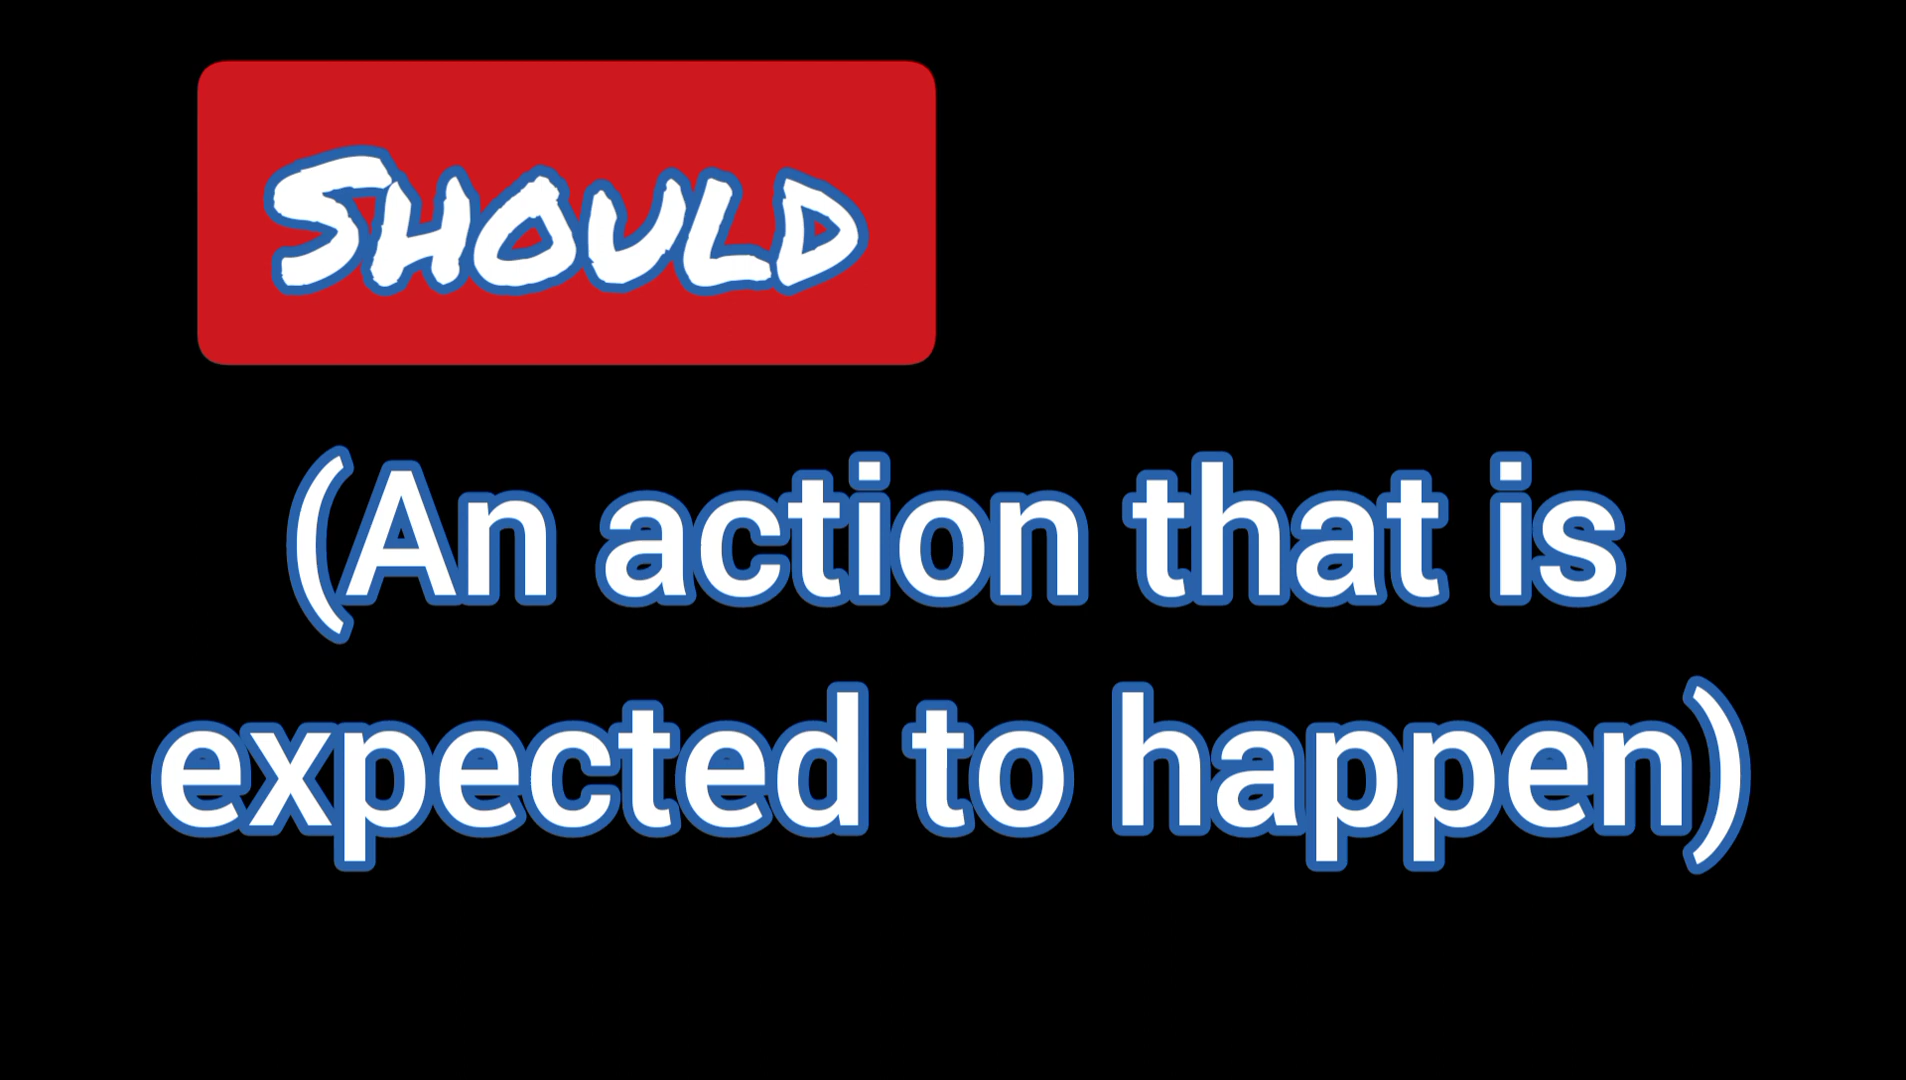 Should
(An action that is
expected to happen)